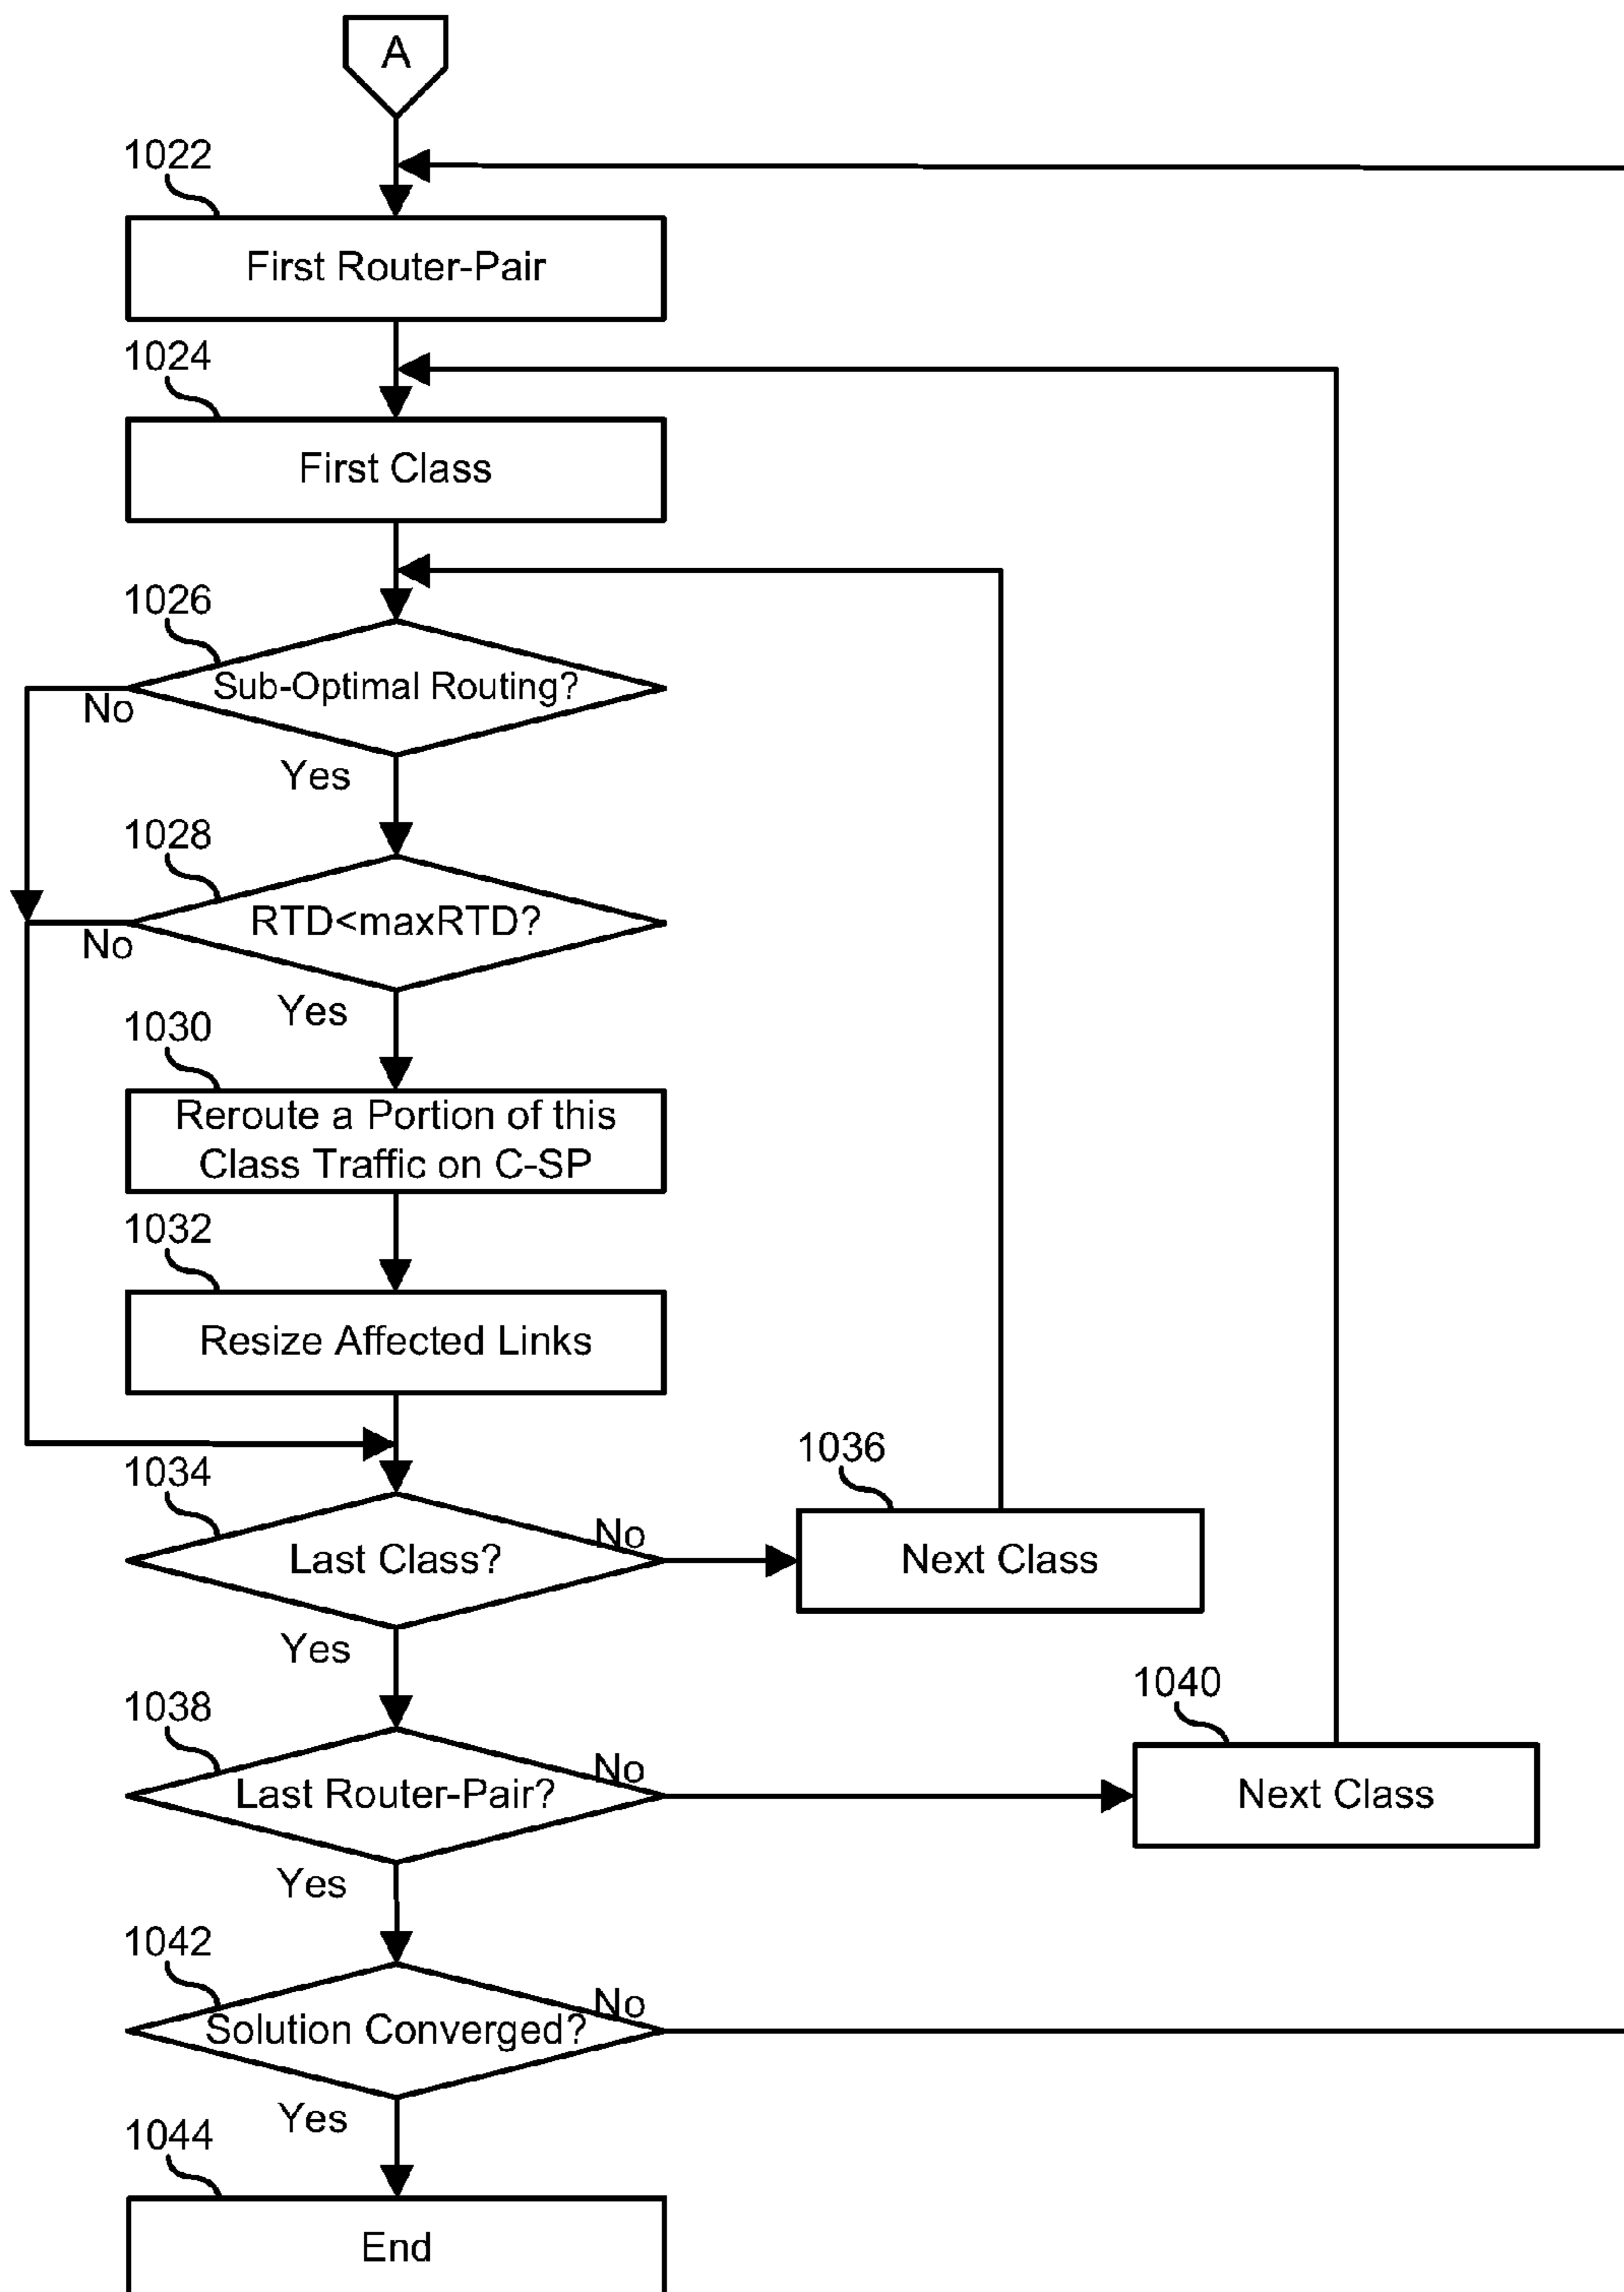 A
1022
First Router-Pair
1024
First Class
1026
Sub-Optimal Routing?
No
Yes
1028
RTD<maxRTD?
No
Yes
1030
Reroute a Portion of this
Class Traffic on C-SP
1032
Resize Affected Links
1034
Last Class?
No
1036
Next Class
Yes
1038
Last Router-Pair?
No
1040
Next Class
Yes
1042
Solution Converged?
No
Yes
1044
End